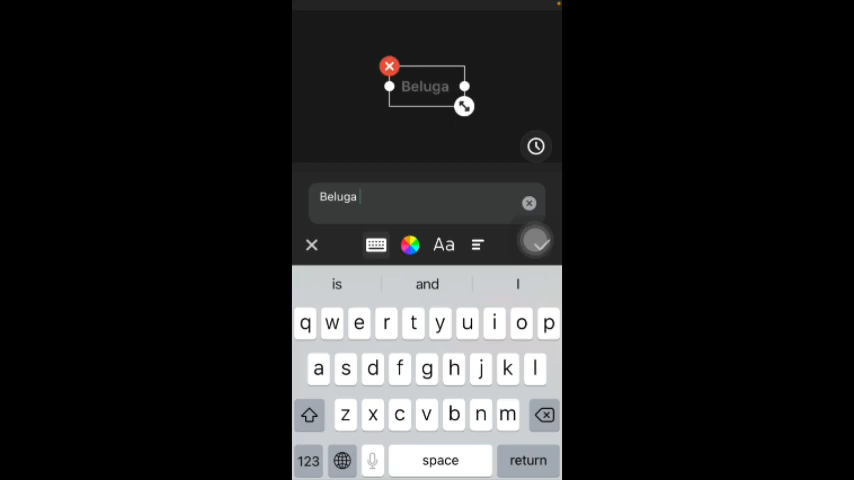 Beluga
Beluga
Aa
is and I
q w e r t y u i o p
a s d f g h j k l
z x c v b n m
123 space return